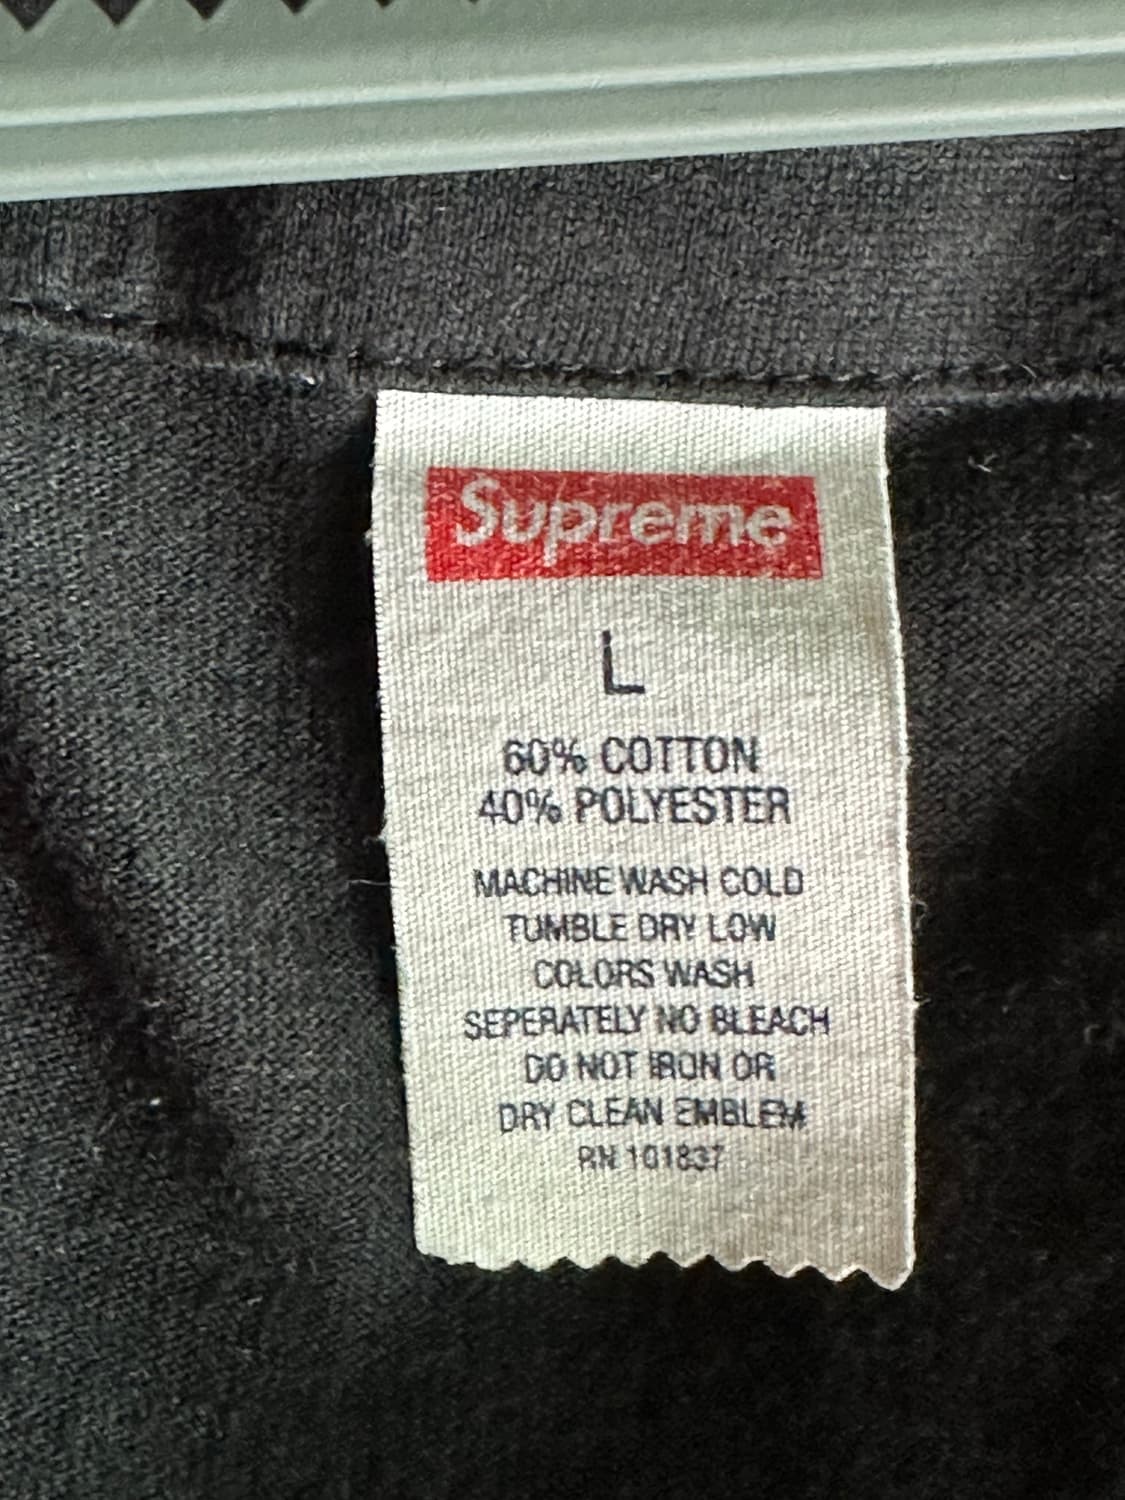 Supreme
L
60% COTTON
40% POLYESTER
MACHINE WASH COLD
TUMBLE DRY LOW
COLORS WASH
SEPERATELY NO BLEACH
DO NOT IRON OR
DRY CLEAN EMBLEM
RN 101837